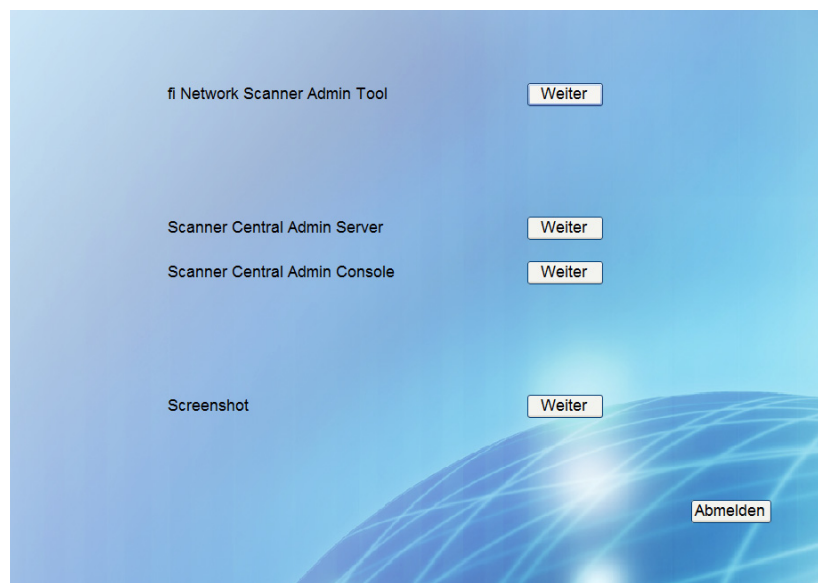 fi Network Scanner Admin Tool Weiter
Scanner Central Admin Server Weiter
Scanner Central Admin Console Weiter
Screenshot Weiter
Abmelden